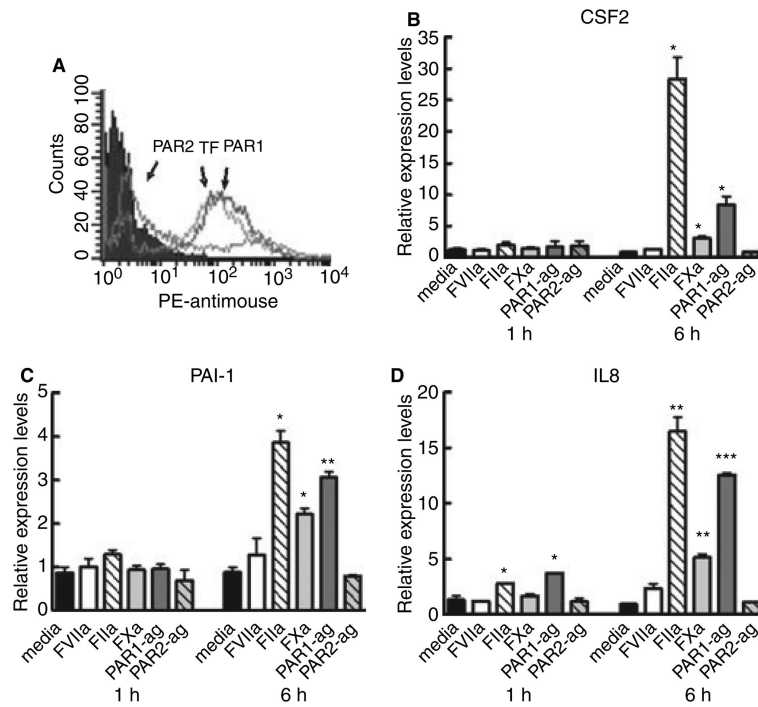 A
Counts
0 20 40 60 80 100
PAR2 TF PAR1
10^0 10^1 10^2 10^3 10^4
PE-antimouse
B
CSF2
Relative expression levels
35
30
25
20
15
10
5
0
media FVIIa FIIa FXa PAR1-ag PAR2-ag media FVIIa FIIa FXa PAR1-ag PAR2-ag
1 h 6 h
* * *
C
PAI-1
Relative expression levels
5
4
3
2
1
0
media FVIIa FIIa FXa PAR1-ag PAR2-ag media FVIIa FIIa FXa PAR1-ag PAR2-ag
1 h 6 h
* * **
D
IL8
Relative expression levels
20
15
10
5
0
media FVIIa FIIa FXa PAR1-ag PAR2-ag media FVIIa FIIa FXa PAR1-ag PAR2-ag
1 h 6 h
* * ** ** ***